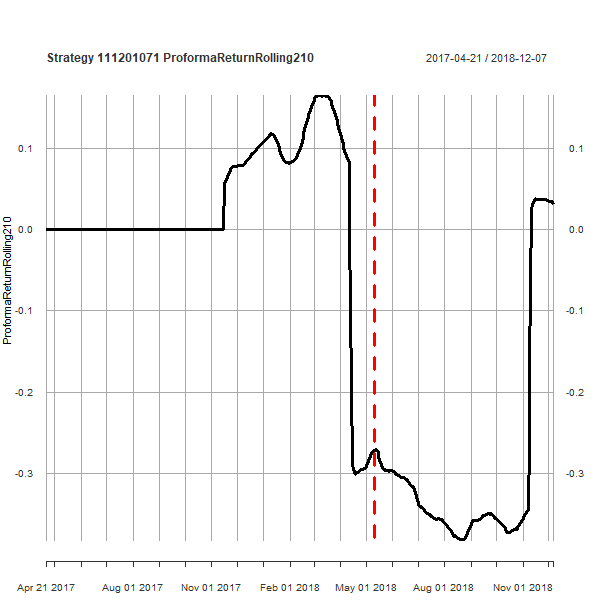 Strategy 111201071 ProformaReturnRolling210 2017-04-21 / 2018-12-07
ProformaReturnRolling210
0.1 0.1
0.0 0.0
-0.1 -0.1
-0.2 -0.2
-0.3 -0.3
Apr 21 2017 Aug 01 2017 Nov 01 2017 Feb 01 2018 May 01 2018 Aug 01 2018 Nov 01 2018